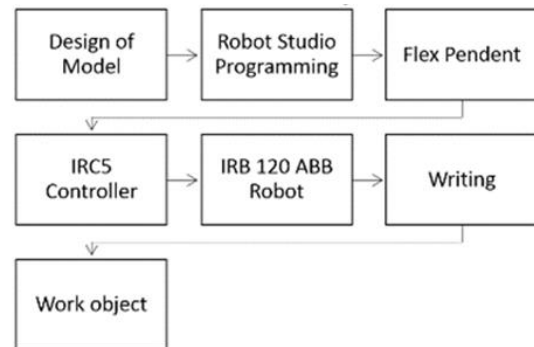 Design of
Model
Robot Studio
Programming
Flex Pendent
IRC5
Controller
IRB 120 ABB
Robot
Writing
Work object